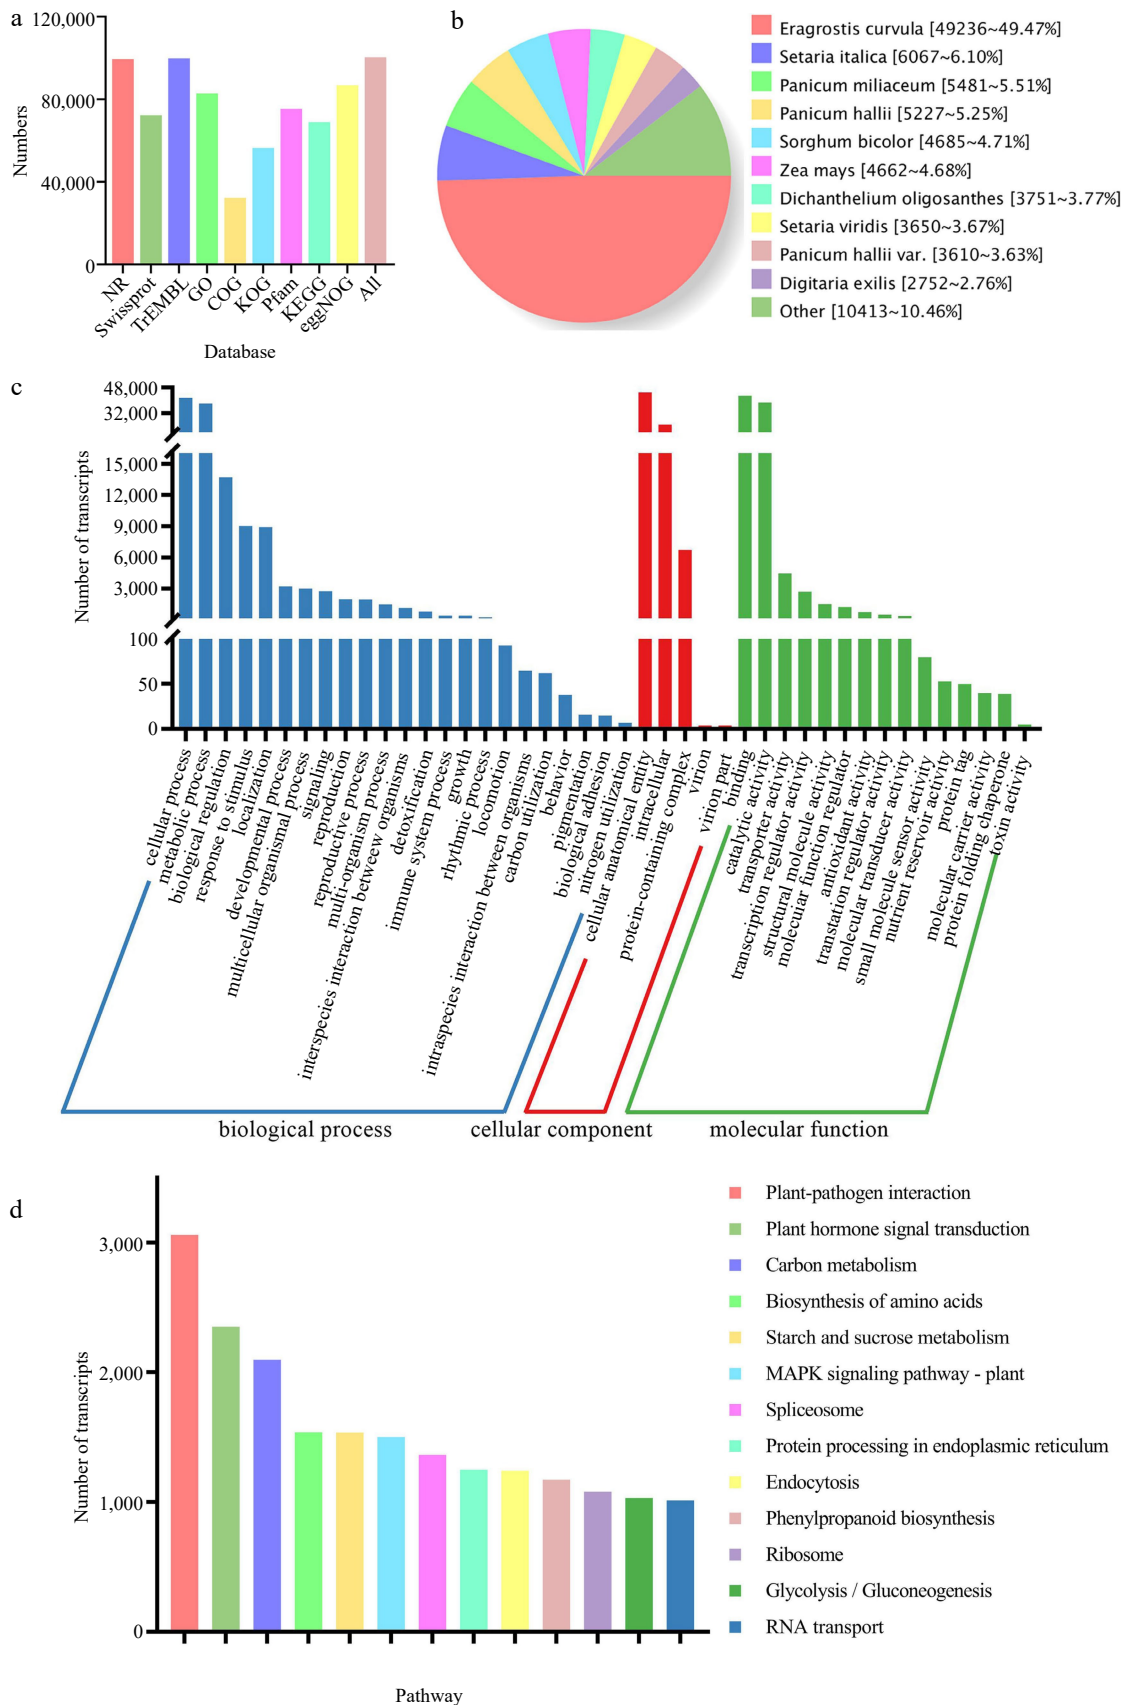 a
120,000
80,000
40,000
0
Numbers
NR
Swissprot
TrEMBL
GO
COG
KOG
Pfam
KEGG
eggNOG
All
Database
b
Eragrostis curvula [49236~49.47%]
Setaria italica [6067~6.10%]
Panicum miliaceum [5481~5.51%]
Panicum hallii [5227~5.25%]
Sorghum bicolor [4685~4.71%]
Zea mays [4662~4.68%]
Dichanthelium oligosanthes [3751~3.77%]
Setaria viridis [3650~3.67%]
Panicum hallii var. [3610~3.63%]
Digitaria exilis [2752~2.76%]
Other [10413~10.46%]
c
48,000
32,000
15,000
12,000
9,000
6,000
3,000
100
50
0
Number of transcripts
cellular process
metabolic process
biological regulation
response to stimulus
localization
developmental process
multicellular organismal process
signaling
reproduction
reproductive process
multi-organism process
interspecies interaction betweew organisms
detoxification
immune system process
growth
rhythmic process
locomotion
intraspecies interaction between organisms
carbon utilization
behavior
pigmentation
biological adhesion
nitrogen utilization
cellular anatomical entity
intracellular
protein-containing complex
virion
virion part
binding
catalytic activity
transporter activity
transcription regulator activity
structural molecule activity
molecular function regulator
antioxidant activity
translation regulator activity
molecular transducer activity
small molecule sensor activity
nutrient reservoir activity
protein tag
molecular carrier activity
protein folding chaperone
toxin activity
biological process
cellular component
molecular function
d
3,000
2,000
1,000
0
Number of transcripts
Pathway
Plant-pathogen interaction
Plant hormone signal transduction
Carbon metabolism
Biosynthesis of amino acids
Starch and sucrose metabolism
MAPK signaling pathway - plant
Spliceosome
Protein processing in endoplasmic reticulum
Endocytosis
Phenylpropanoid biosynthesis
Ribosome
Glycolysis / Gluconeogenesis
RNA transport